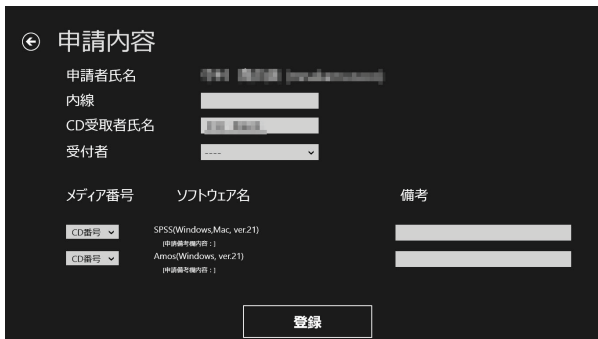 申請内容
申請者氏名
内線
CD受取者氏名
受付者 ----
メディア番号 ソフトウェア名 備考
CD番号 SPSS(Windows,Mac, ver.21)
[申請備考欄内容：]
CD番号 Amos(Windows, ver.21)
[申請備考欄内容：]
登録